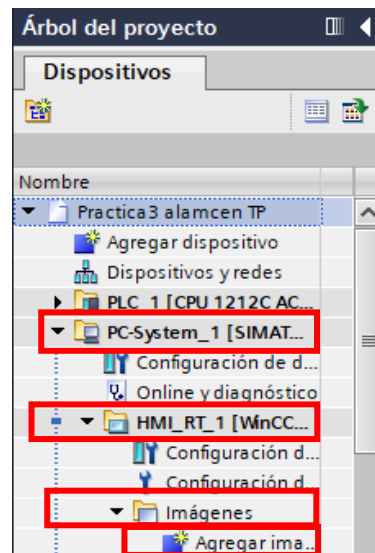 Árbol del proyecto
Dispositivos
Nombre
Practica3 alamcen TP
Agregar dispositivo
Dispositivos y redes
PLC_1 [CPU 1212C AC...
PC-System_1 [SIMAT...
Configuración de d...
Online y diagnóstico
HMI_RT_1 [WinCC...
Configuración d...
Configuración d...
Imágenes
Agregar ima...